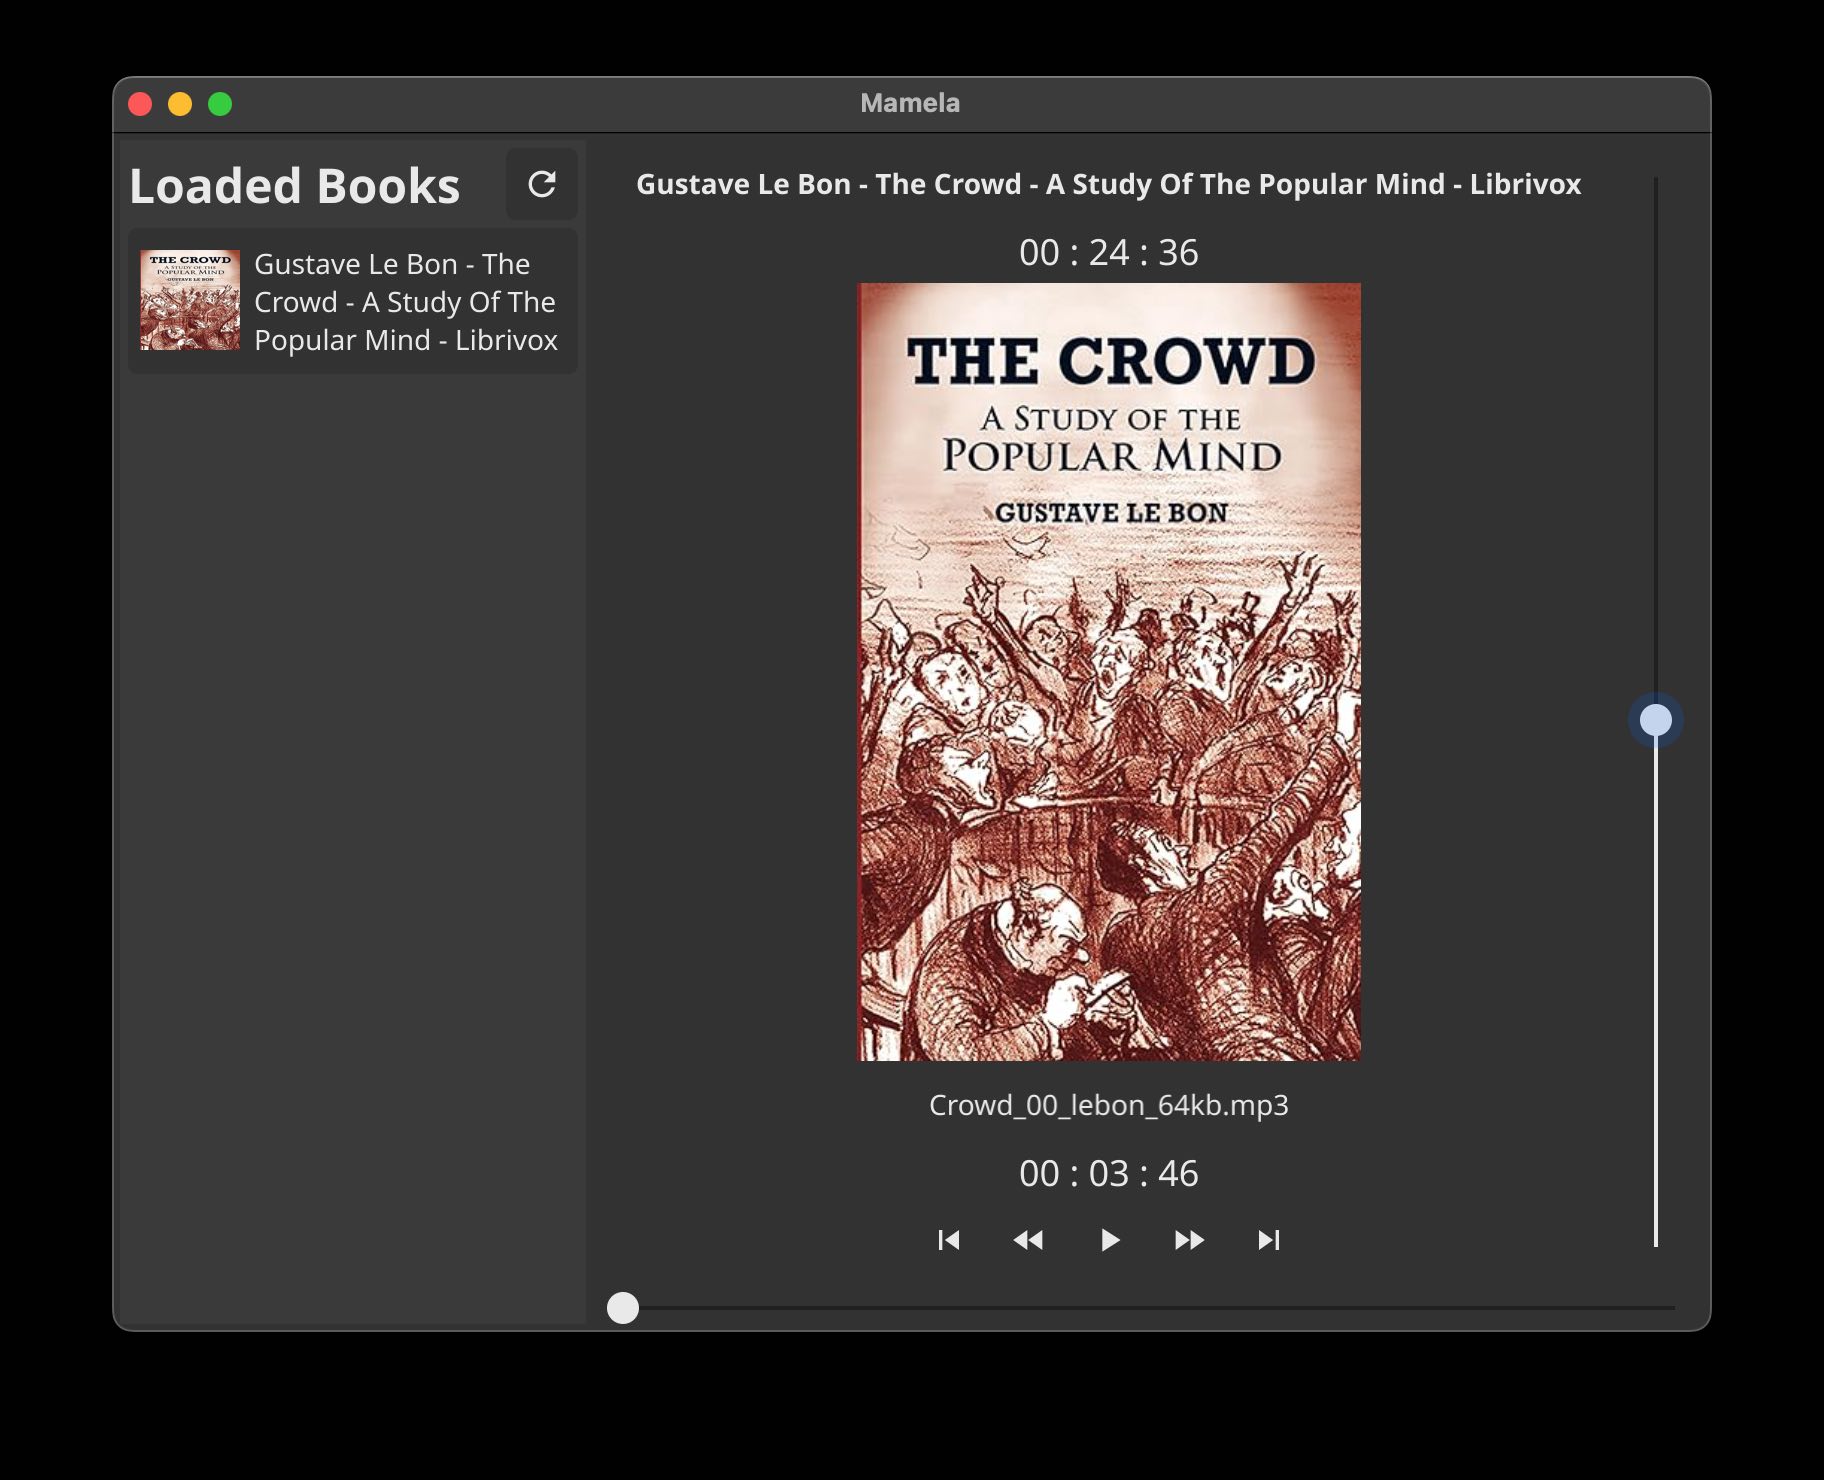 Mamela
Loaded Books
THE CROWD
A STUDY OF THE
POPULAR MIND
GUSTAVE LE BON
Gustave Le Bon - The
Crowd - A Study Of The
Popular Mind - Librivox
Gustave Le Bon - The Crowd - A Study Of The Popular Mind - Librivox
00 : 24 : 36
THE CROWD
A STUDY OF THE
POPULAR MIND
GUSTAVE LE BON
Crowd_00_lebon_64kb.mp3
00 : 03 : 46